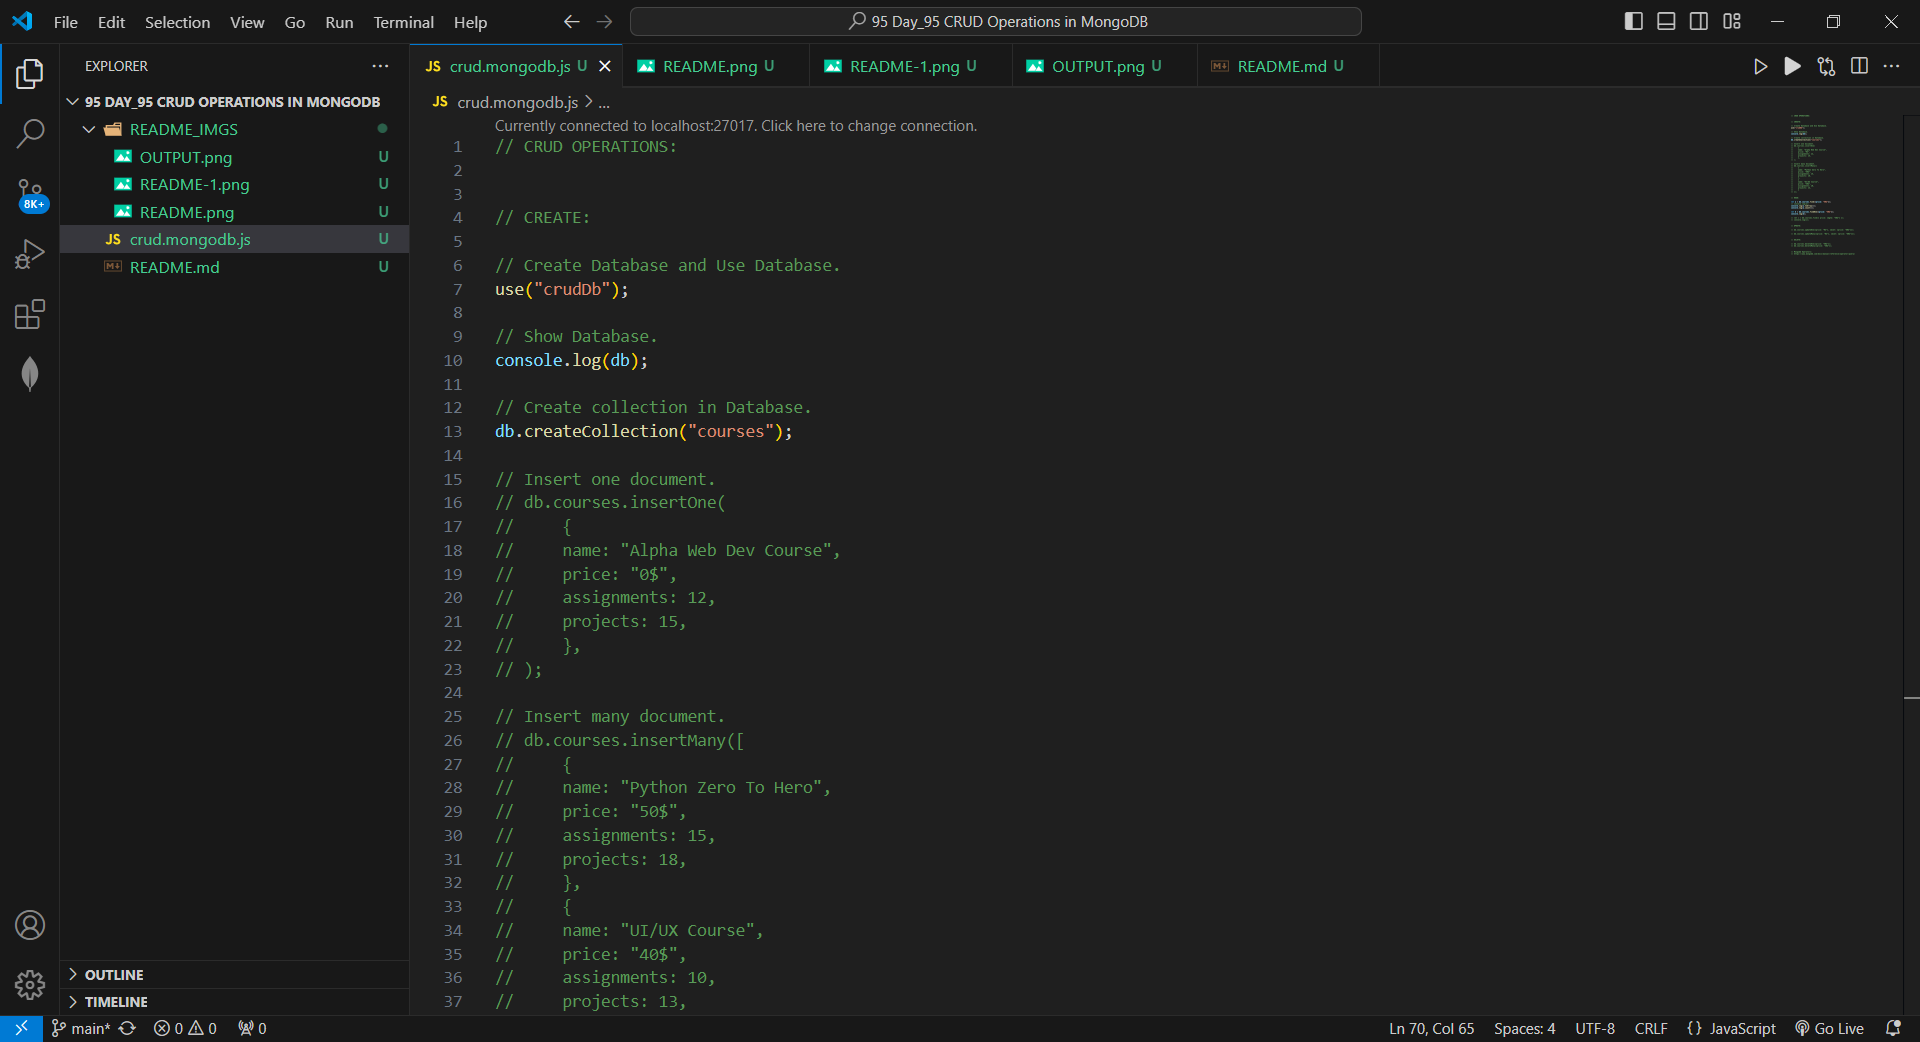 File Edit Selection View Go Run Terminal Help
95 Day_95 CRUD Operations in MongoDB
EXPLORER
95 DAY_95 CRUD OPERATIONS IN MONGODB
README_IMGS
OUTPUT.png U
README-1.png U
README.png U
JS crud.mongodb.js U
README.md U
8K+
OUTLINE
TIMELINE
JS crud.mongodb.js U
README.png U
README-1.png U
OUTPUT.png U
README.md U
JS crud.mongodb.js > ...
Currently connected to localhost:27017. Click here to change connection.
1 // CRUD OPERATIONS:
2
3
4 // CREATE:
5
6 // Create Database and Use Database.
7 use("crudDb");
8
9 // Show Database.
10 console.log(db);
11
12 // Create collection in Database.
13 db.createCollection("courses");
14
15 // Insert one document.
16 // db.courses.insertOne(
17 //     {
18 //     name: "Alpha Web Dev Course",
19 //     price: "0$",
20 //     assignments: 12,
21 //     projects: 15,
22 //     },
23 // );
24
25 // Insert many document.
26 // db.courses.insertMany([
27 //     {
28 //     name: "Python Zero To Hero",
29 //     price: "50$",
30 //     assignments: 15,
31 //     projects: 18,
32 //     },
33 //     {
34 //     name: "UI/UX Course",
35 //     price: "40$",
36 //     assignments: 10,
37 //     projects: 13,
main* 0 0 0
Ln 70, Col 65 Spaces: 4 UTF-8 CRLF {} JavaScript Go Live